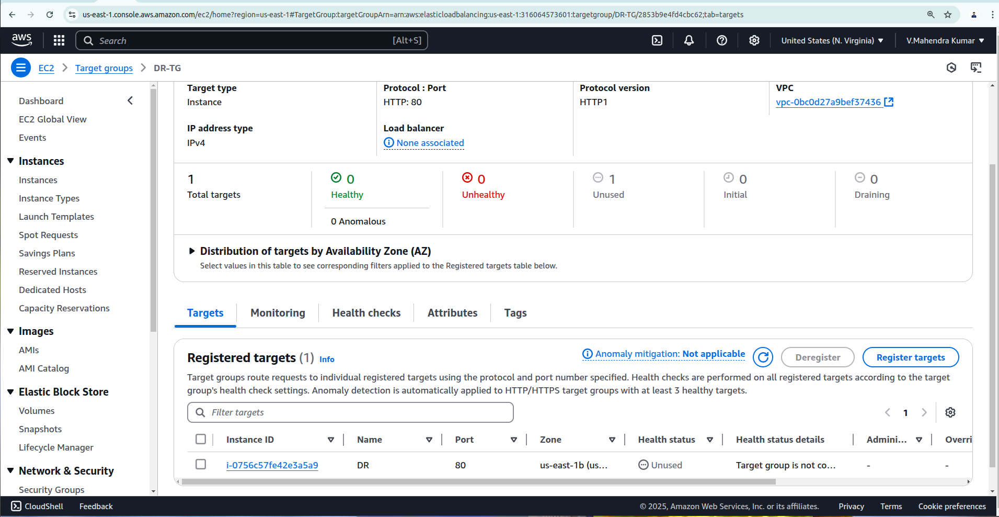 us-east-1.console.aws.amazon.com/ec2/home?region=us-east-1#TargetGroup:targetGroupArn=arn:aws:elasticloadbalancing:us-east-1:316064573601:targetgroup/DR-TG/2853b9e4fd4cbc62;tab=targets
aws Search [Alt+S] United States (N. Virginia) V.Mahendra Kumar
EC2 Target groups DR-TG
Dashboard
EC2 Global View
Events
Instances
Instances
Instance Types
Launch Templates
Spot Requests
Savings Plans
Reserved Instances
Dedicated Hosts
Capacity Reservations
Images
AMIs
AMI Catalog
Elastic Block Store
Volumes
Snapshots
Lifecycle Manager
Network & Security
Security Groups
Target type
Instance
Protocol : Port
HTTP: 80
Protocol version
HTTP1
VPC
vpc-0bc0d27a9bef37436
IP address type
IPv4
Load balancer
None associated
1
Total targets
0
Healthy
0 Anomalous
0
Unhealthy
1
Unused
0
Initial
0
Draining
Distribution of targets by Availability Zone (AZ)
Select values in this table to see corresponding filters applied to the Registered targets table below.
Targets Monitoring Health checks Attributes Tags
Registered targets (1) Info Anomaly mitigation: Not applicable Deregister Register targets
Target groups route requests to individual registered targets using the protocol and port number specified. Health checks are performed on all registered targets according to the target
group's health check settings. Anomaly detection is automatically applied to HTTP/HTTPS target groups with at least 3 healthy targets.
Filter targets 1
Instance ID Name Port Zone Health status Health status details Admini... Overri
i-0756c57fe42e3a5a9 DR 80 us-east-1b (us... Unused Target group is not co... - -
CloudShell Feedback © 2025, Amazon Web Services, Inc. or its affiliates. Privacy Terms Cookie preferences